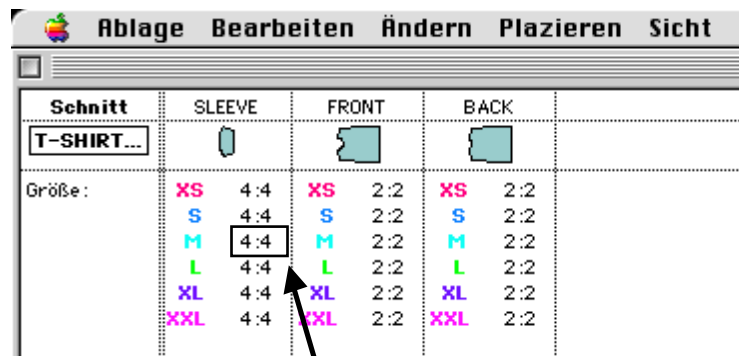 Ablage Bearbeiten Ändern Plazieren Sicht
Schnitt SLEEVE FRONT BACK
T-SHIRT...
Größe: XS 4:4 XS 2:2 XS 2:2
S 4:4 S 2:2 S 2:2
M 4:4 M 2:2 M 2:2
L 4:4 L 2:2 L 2:2
XL 4:4 XL 2:2 XL 2:2
XXL 4:4 XXL 2:2 XXL 2:2